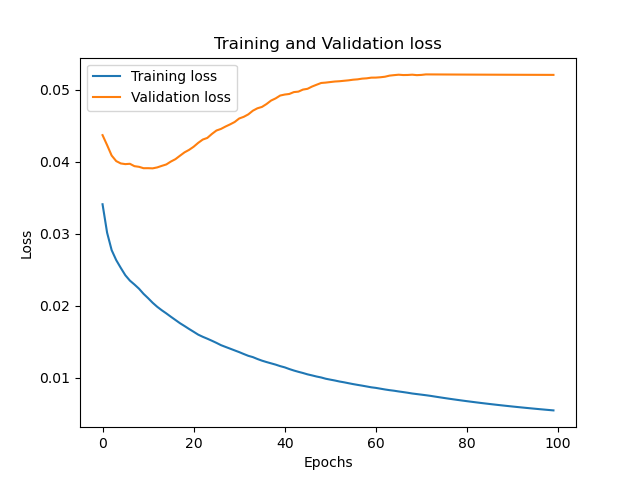 Training and Validation loss
Training loss
Validation loss
0.05
0.04
0.03
0.02
0.01
Loss
0 20 40 60 80 100
Epochs